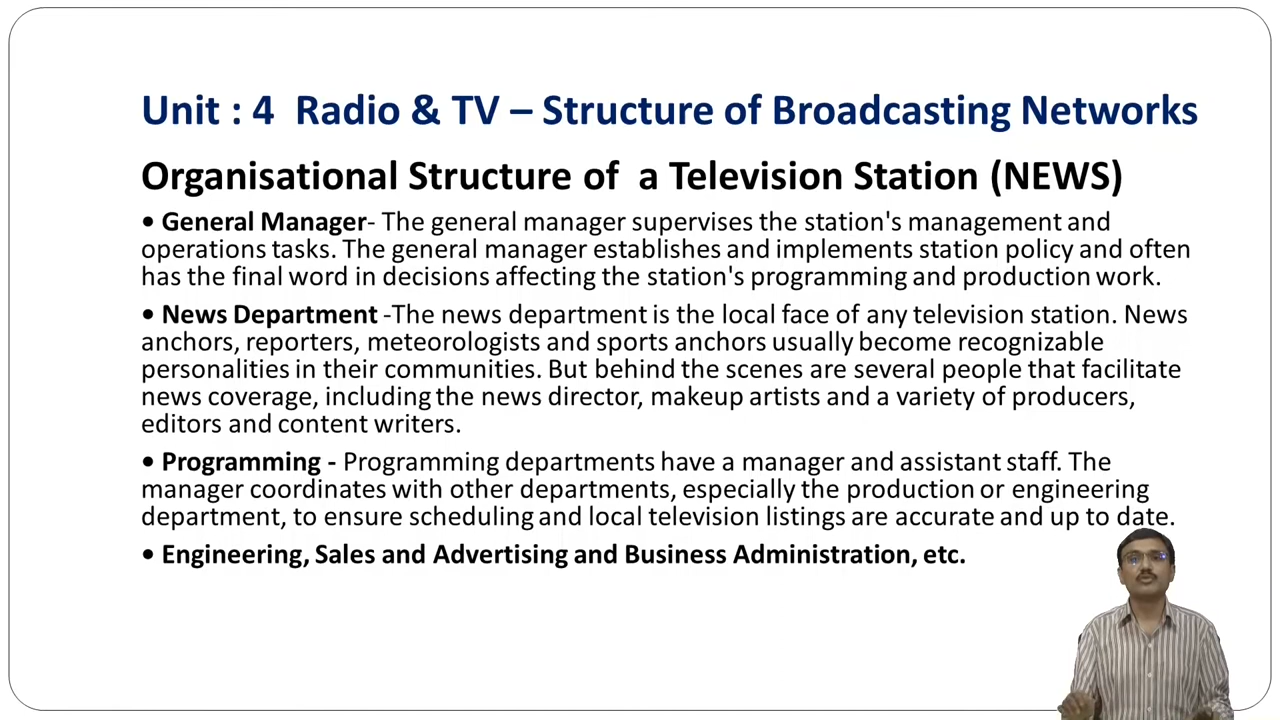 Unit : 4 Radio & TV – Structure of Broadcasting Networks
Organisational Structure of a Television Station (NEWS)
• General Manager- The general manager supervises the station's management and
operations tasks. The general manager establishes and implements station policy and often
has the final word in decisions affecting the station's programming and production work.
• News Department -The news department is the local face of any television station. News
anchors, reporters, meteorologists and sports anchors usually become recognizable
personalities in their communities. But behind the scenes are several people that facilitate
news coverage, including the news director, makeup artists and a variety of producers,
editors and content writers.
• Programming - Programming departments have a manager and assistant staff. The
manager coordinates with other departments, especially the production or engineering
department, to ensure scheduling and local television listings are accurate and up to date.
• Engineering, Sales and Advertising and Business Administration, etc.